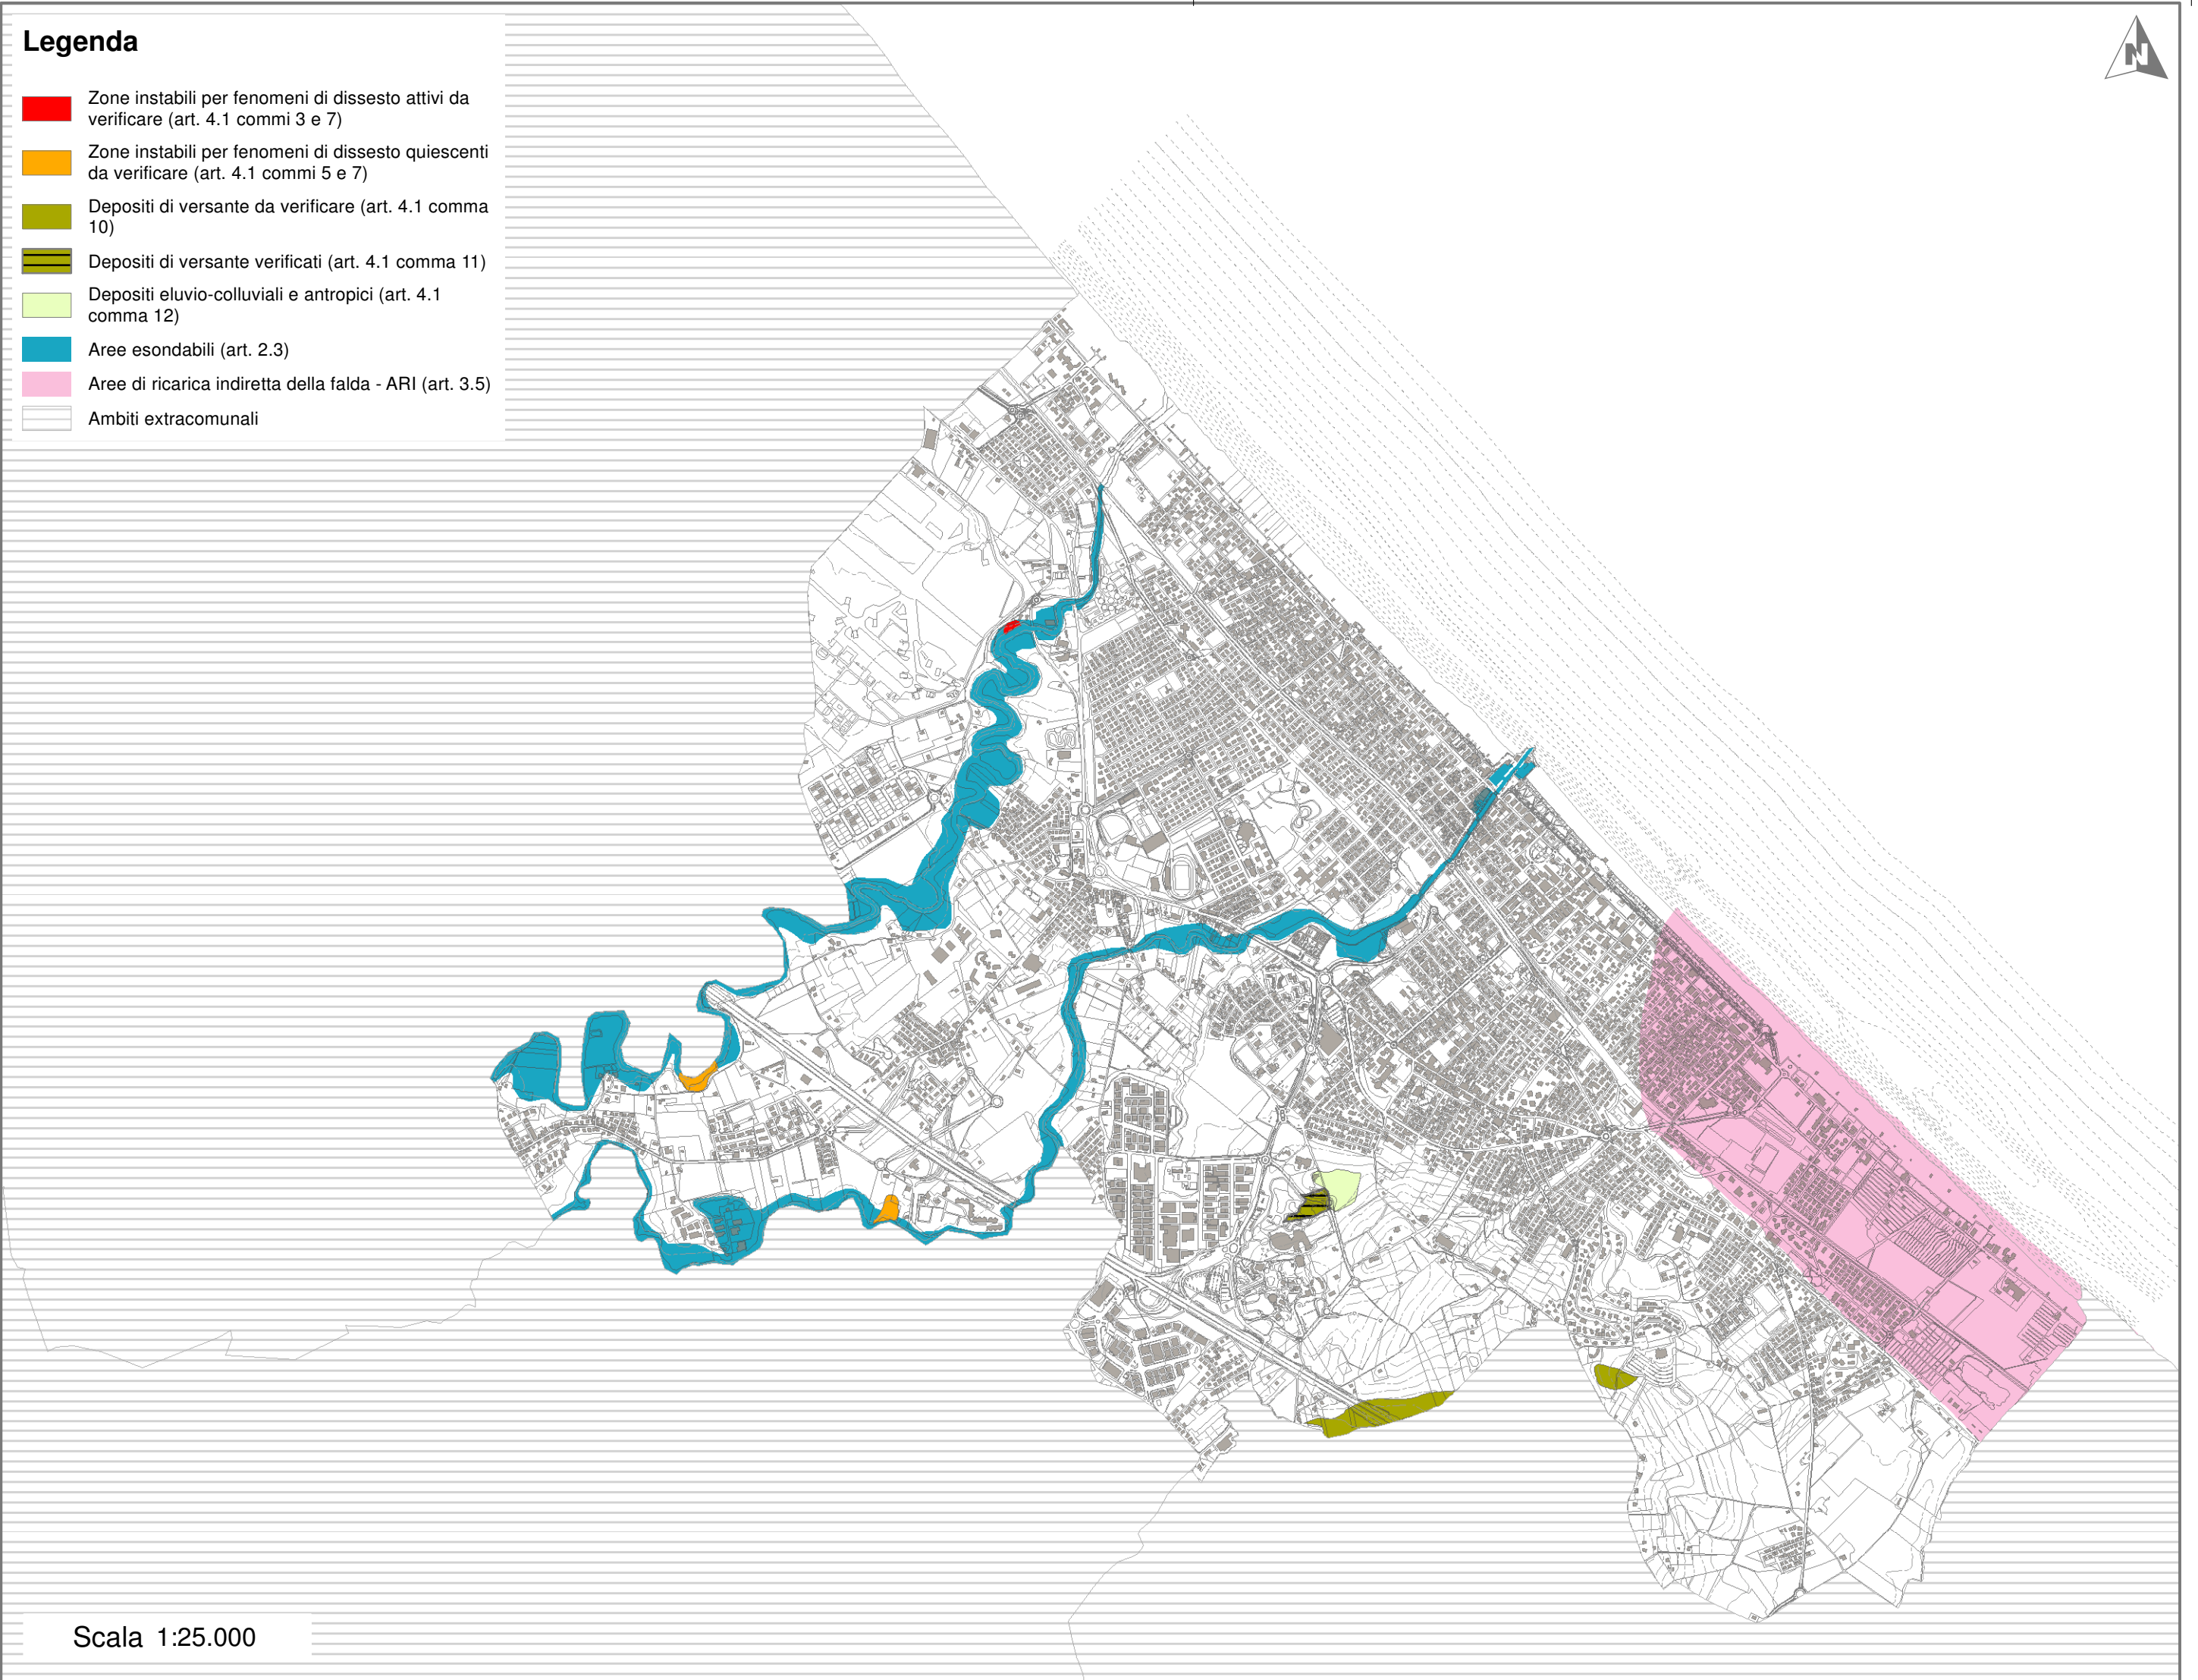 Legenda
Zone instabili per fenomeni di dissesto attivi da
verificare (art. 4.1 commi 3 e 7)
Zone instabili per fenomeni di dissesto quiescenti
da verificare (art. 4.1 commi 5 e 7)
Depositi di versante da verificare (art. 4.1 comma
10)
Depositi di versante verificati (art. 4.1 comma 11)
Depositi eluvio-colluviali e antropici (art. 4.1
comma 12)
Aree esondabili (art. 2.3)
Aree di ricarica indiretta della falda - ARI (art. 3.5)
Ambiti extracomunali
N
Scala 1:25.000